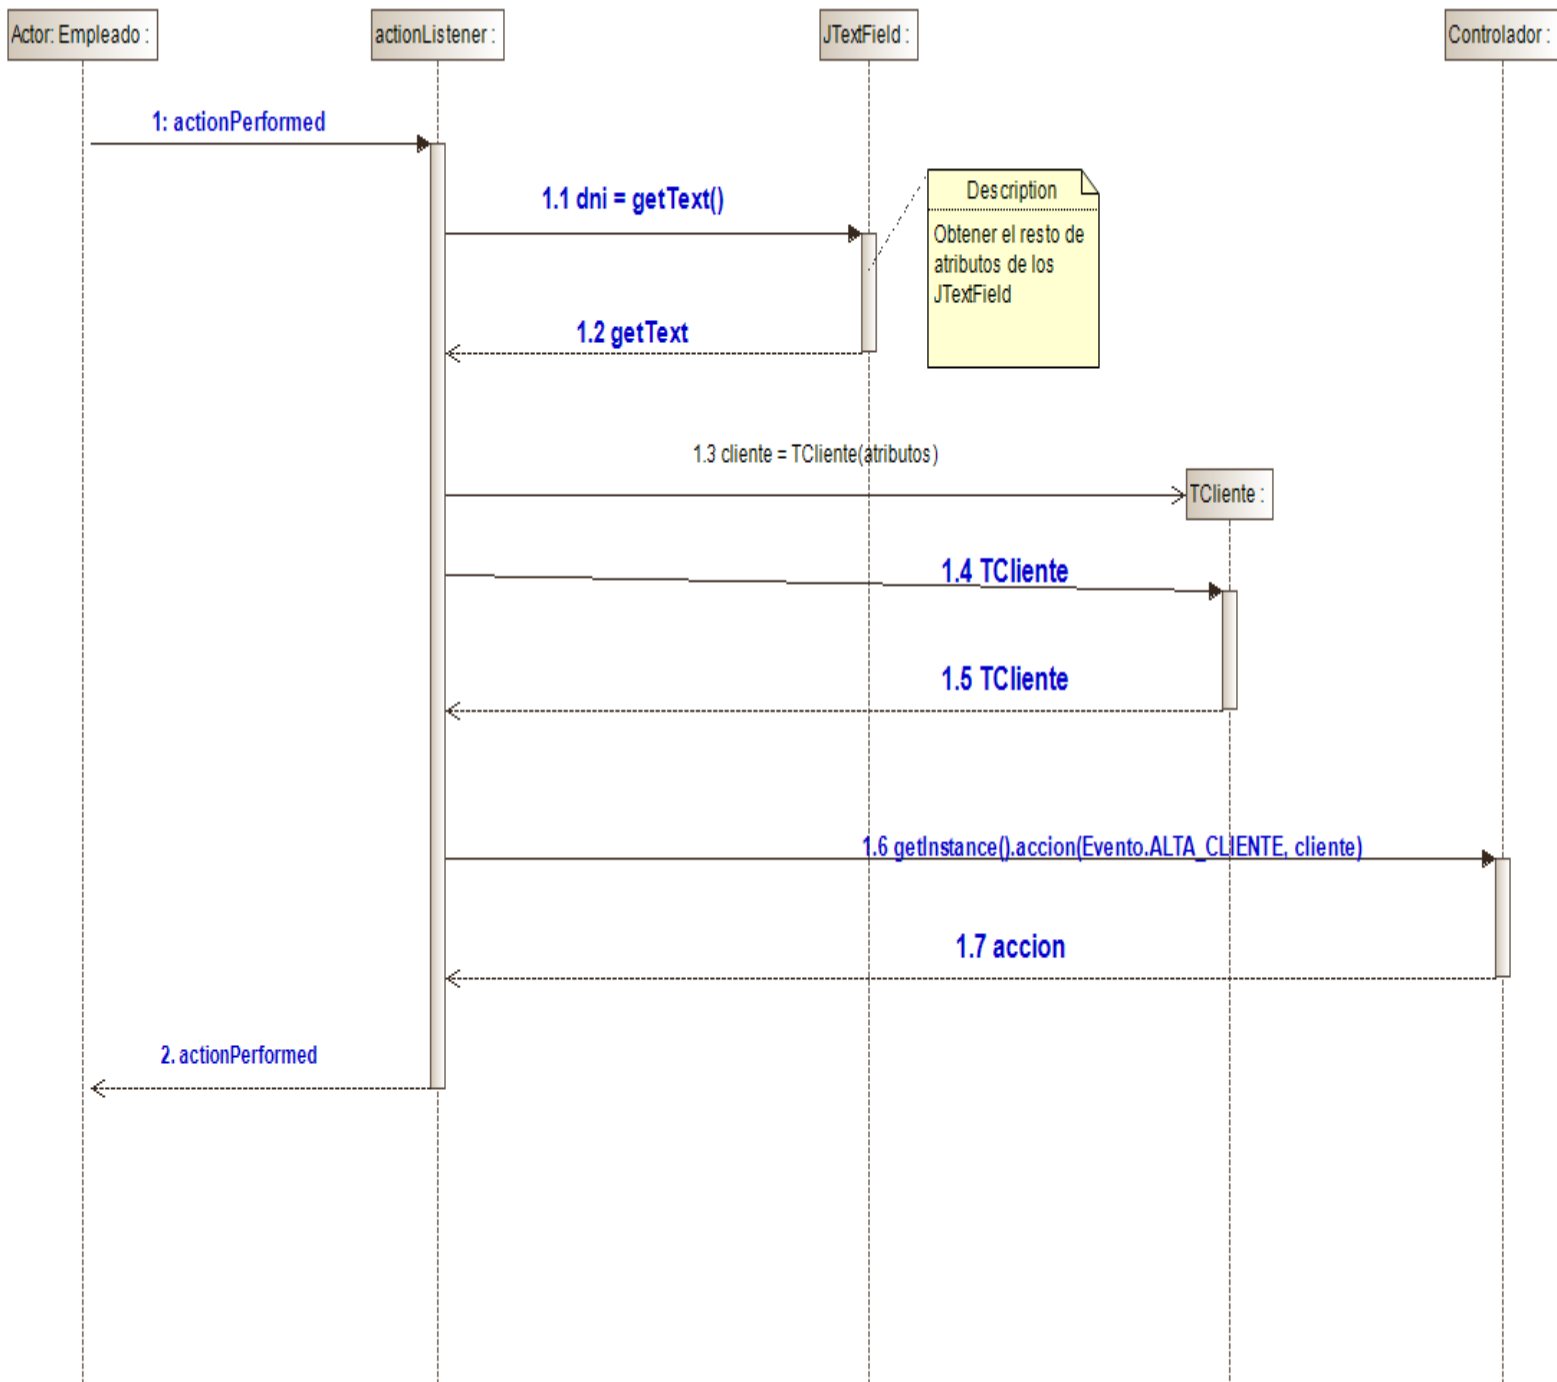 Actor: Empleado :
actionListener :
JTextField :
Controlador :
1: actionPerformed
1.1 dni = getText()
Description
Obtener el resto de
atributos de los
JTextField
1.2 getText
1.3 cliente = TCliente(atributos)
TCliente :
1.4 TCliente
1.5 TCliente
1.6 getInstance().accion(Evento.ALTA_CLIENTE, cliente)
1.7 accion
2. actionPerformed